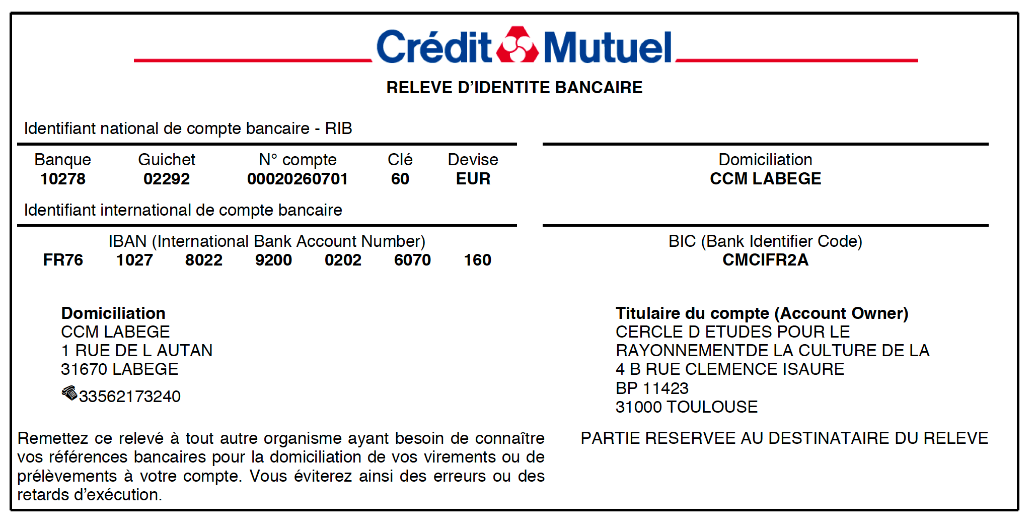 Crédit Mutuel
RELEVE D'IDENTITE BANCAIRE
Identifiant national de compte bancaire - RIB
Banque Guichet N° compte Clé Devise
10278 02292 00020260701 60 EUR
Domiciliation
CCM LABEGE
Identifiant international de compte bancaire
IBAN (International Bank Account Number)
FR76 1027 8022 9200 0202 6070 160
BIC (Bank Identifier Code)
CMCIFR2A
Domiciliation
CCM LABEGE
1 RUE DE L AUTAN
31670 LABEGE
33562173240
Titulaire du compte (Account Owner)
CERCLE D ETUDES POUR LE
RAYONNEMENTDE LA CULTURE DE LA
4 B RUE CLEMENCE ISAURE
BP 11423
31000 TOULOUSE
Remettez ce relevé à tout autre organisme ayant besoin de connaître
vos références bancaires pour la domiciliation de vos virements ou de
prélèvements à votre compte. Vous éviterez ainsi des erreurs ou des
retards d'exécution.
PARTIE RESERVEE AU DESTINATAIRE DU RELEVE